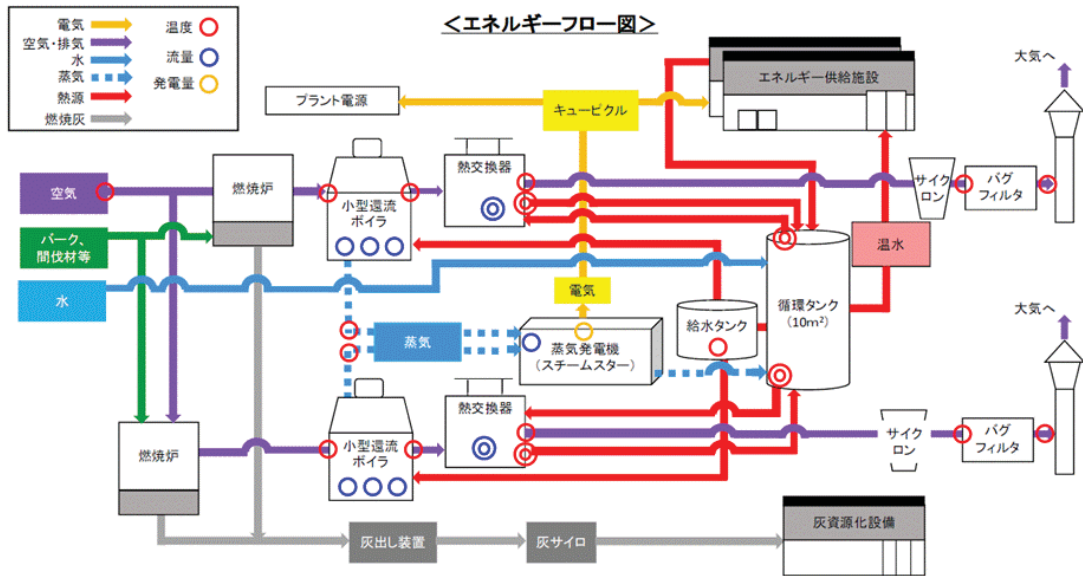 <エネルギーフロー図>
電気
空気・排気
水
蒸気
熱源
燃焼灰
温度
流量
発電量
プラント電源
キュービクル
エネルギー供給施設
大気へ
空気
燃焼炉
小型還流
ボイラ
熱交換器
サイク
ロン
バグ
フィルタ
バーク、
間伐材等
水
電気
温水
蒸気
蒸気発電機
(スチームスター)
給水タンク
循環タンク
(10m²)
大気へ
燃焼炉
小型還流
ボイラ
熱交換器
サイク
ロン
バグ
フィルタ
灰出し装置
灰サイロ
灰資源化設備